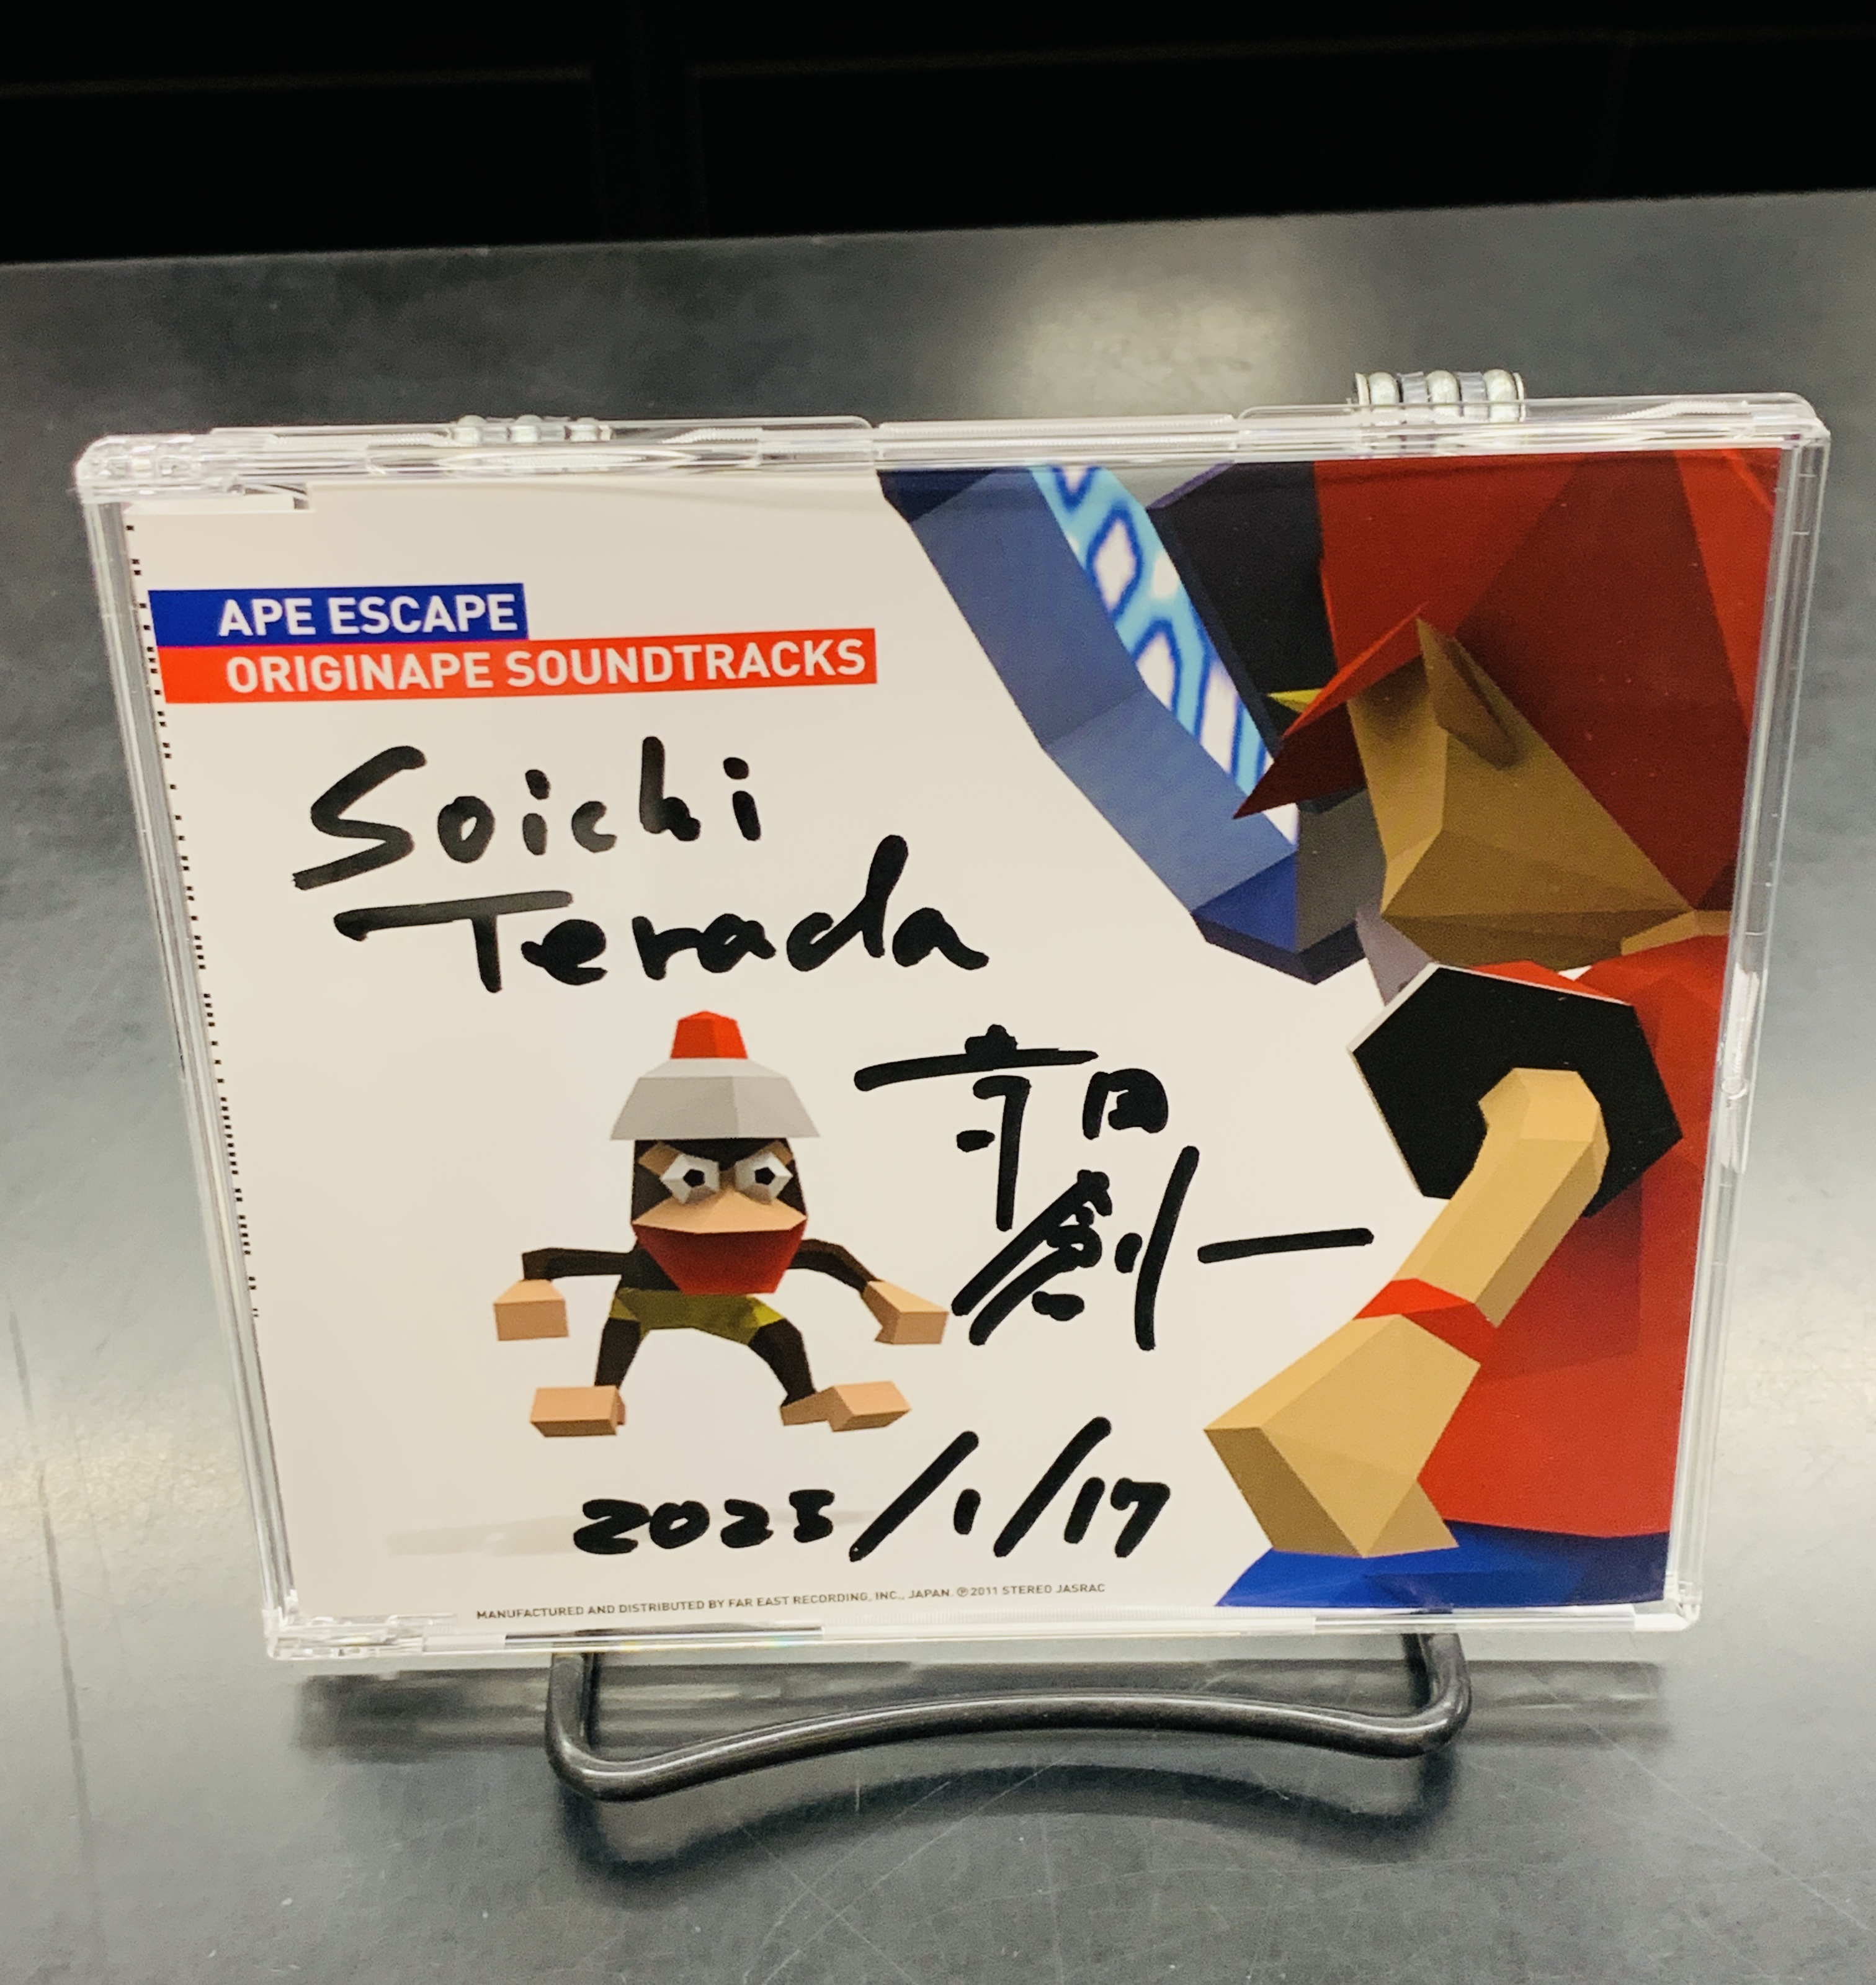 APE ESCAPE
ORIGINAPE SOUNDTRACKS
Soichi
Terada
寺田
創一
2023/1/17
MANUFACTURED AND DISTRIBUTED BY FAR EAST RECORDING, INC., JAPAN. ℗2011 STEREO JASRAC